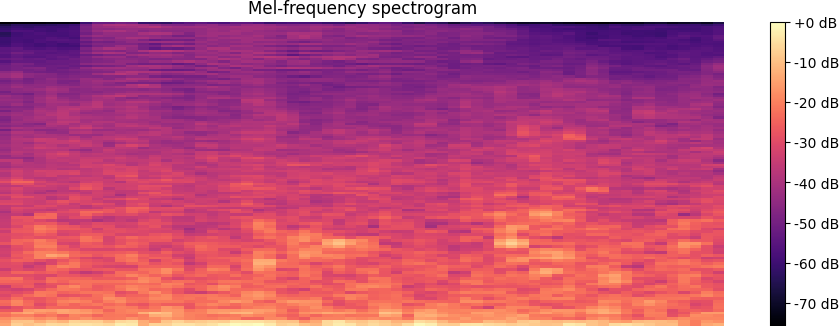 Mel-frequency spectrogram
+0 dB
-10 dB
-20 dB
-30 dB
-40 dB
-50 dB
-60 dB
-70 dB